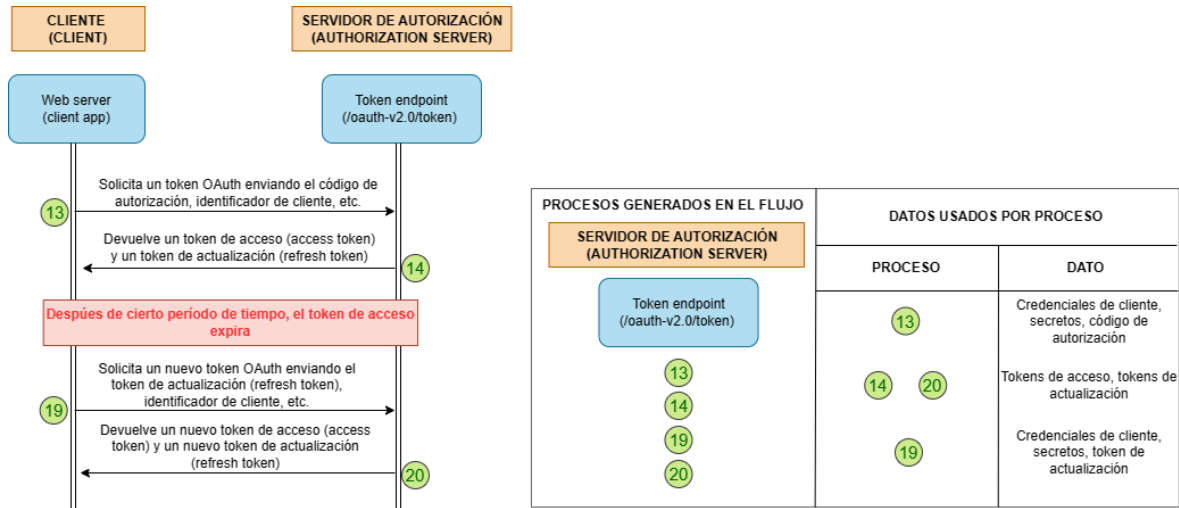 CLIENTE
(CLIENT)
SERVIDOR DE AUTORIZACIÓN
(AUTHORIZATION SERVER)
Web server
(client app)
Token endpoint
(/oauth-v2.0/token)
Solicita un token OAuth enviando el código de
autorización, identificador de cliente, etc.
13
Devuelve un token de acceso (access token)
y un token de actualización (refresh token)
14
Despúes de cierto período de tiempo, el token de acceso
expira
Solicita un nuevo token OAuth enviando el
token de actualización (refresh token),
identificador de cliente, etc.
19
Devuelve un nuevo token de acceso (access
token) y un nuevo token de actualización
(refresh token)
20
PROCESOS GENERADOS EN EL FLUJO
SERVIDOR DE AUTORIZACIÓN
(AUTHORIZATION SERVER)
Token endpoint
(/oauth-v2.0/token)
13
14
19
20
DATOS USADOS POR PROCESO
PROCESO
DATO
13
Credenciales de cliente,
secretos, código de
autorización
14
20
Tokens de acceso, tokens de
actualización
19
Credenciales de cliente,
secretos, token de
actualización